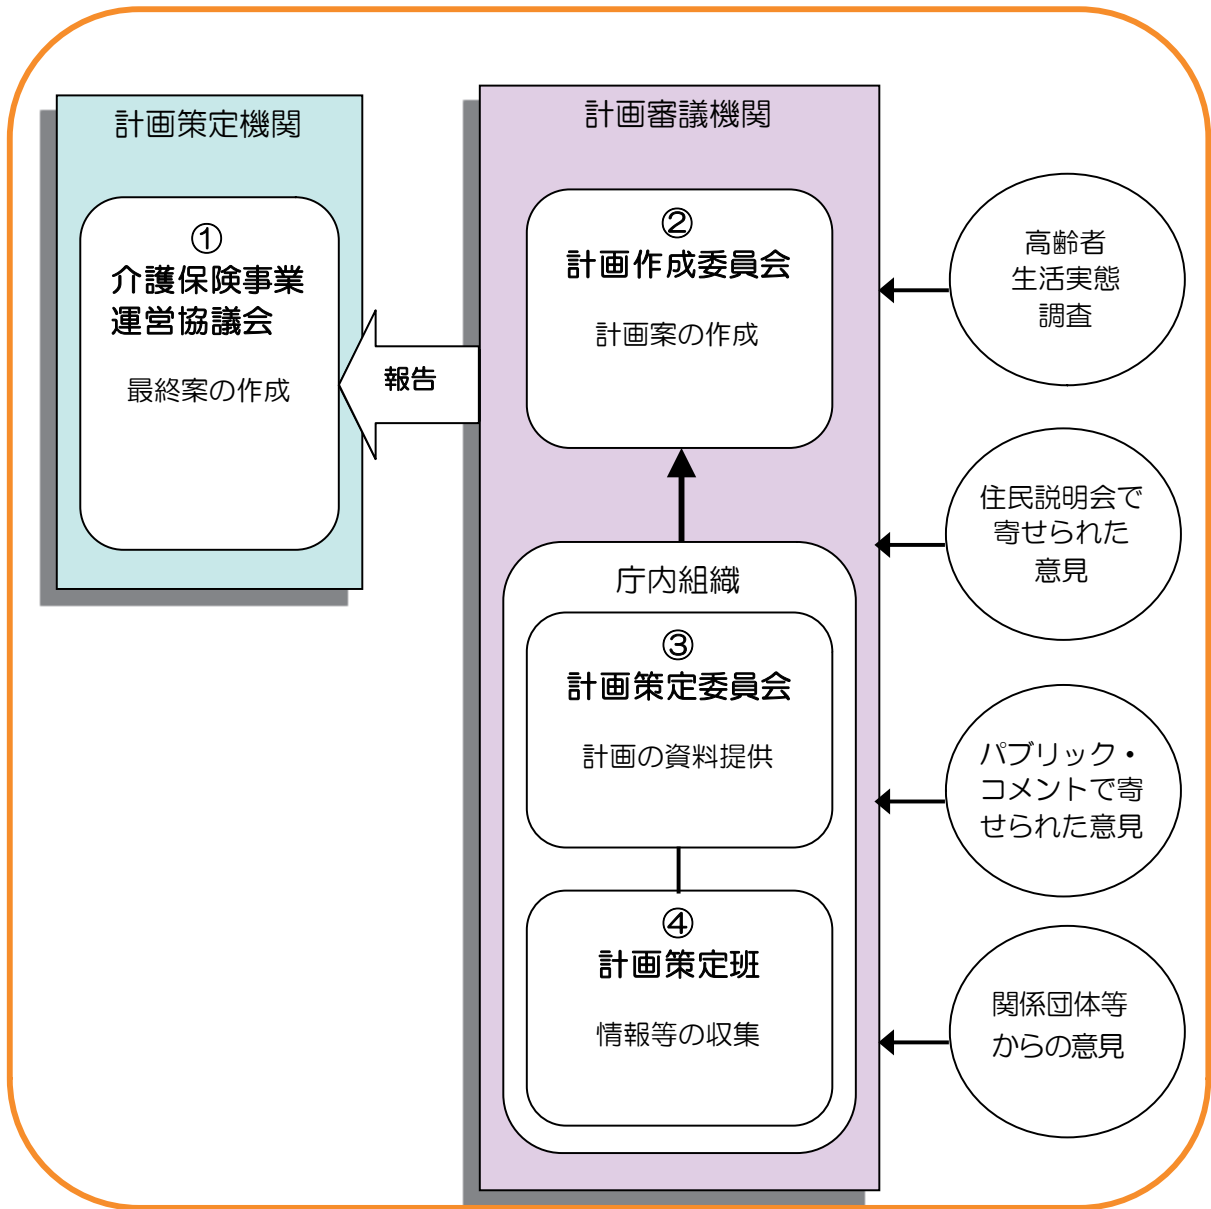 計画策定機関
①
介護保険事業
運営協議会
最終案の作成
報告
計画審議機関
②
計画作成委員会
計画案の作成
庁内組織
③
計画策定委員会
計画の資料提供
④
計画策定班
情報等の収集
高齢者
生活実態
調査
住民説明会で
寄せられた
意見
パブリック・
コメントで寄
せられた意見
関係団体等
からの意見